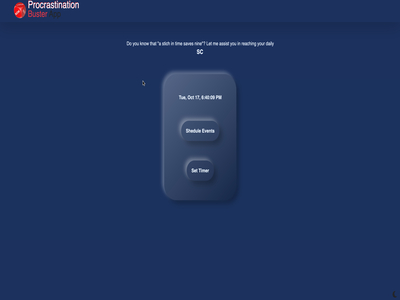 Procrastination
Buster
Do you know that "a stich in time saves nine"? Let me assist you in reaching your daily
SC
Tue, Oct 17, 8:40:08 PM
Shedule Events
Set Timer